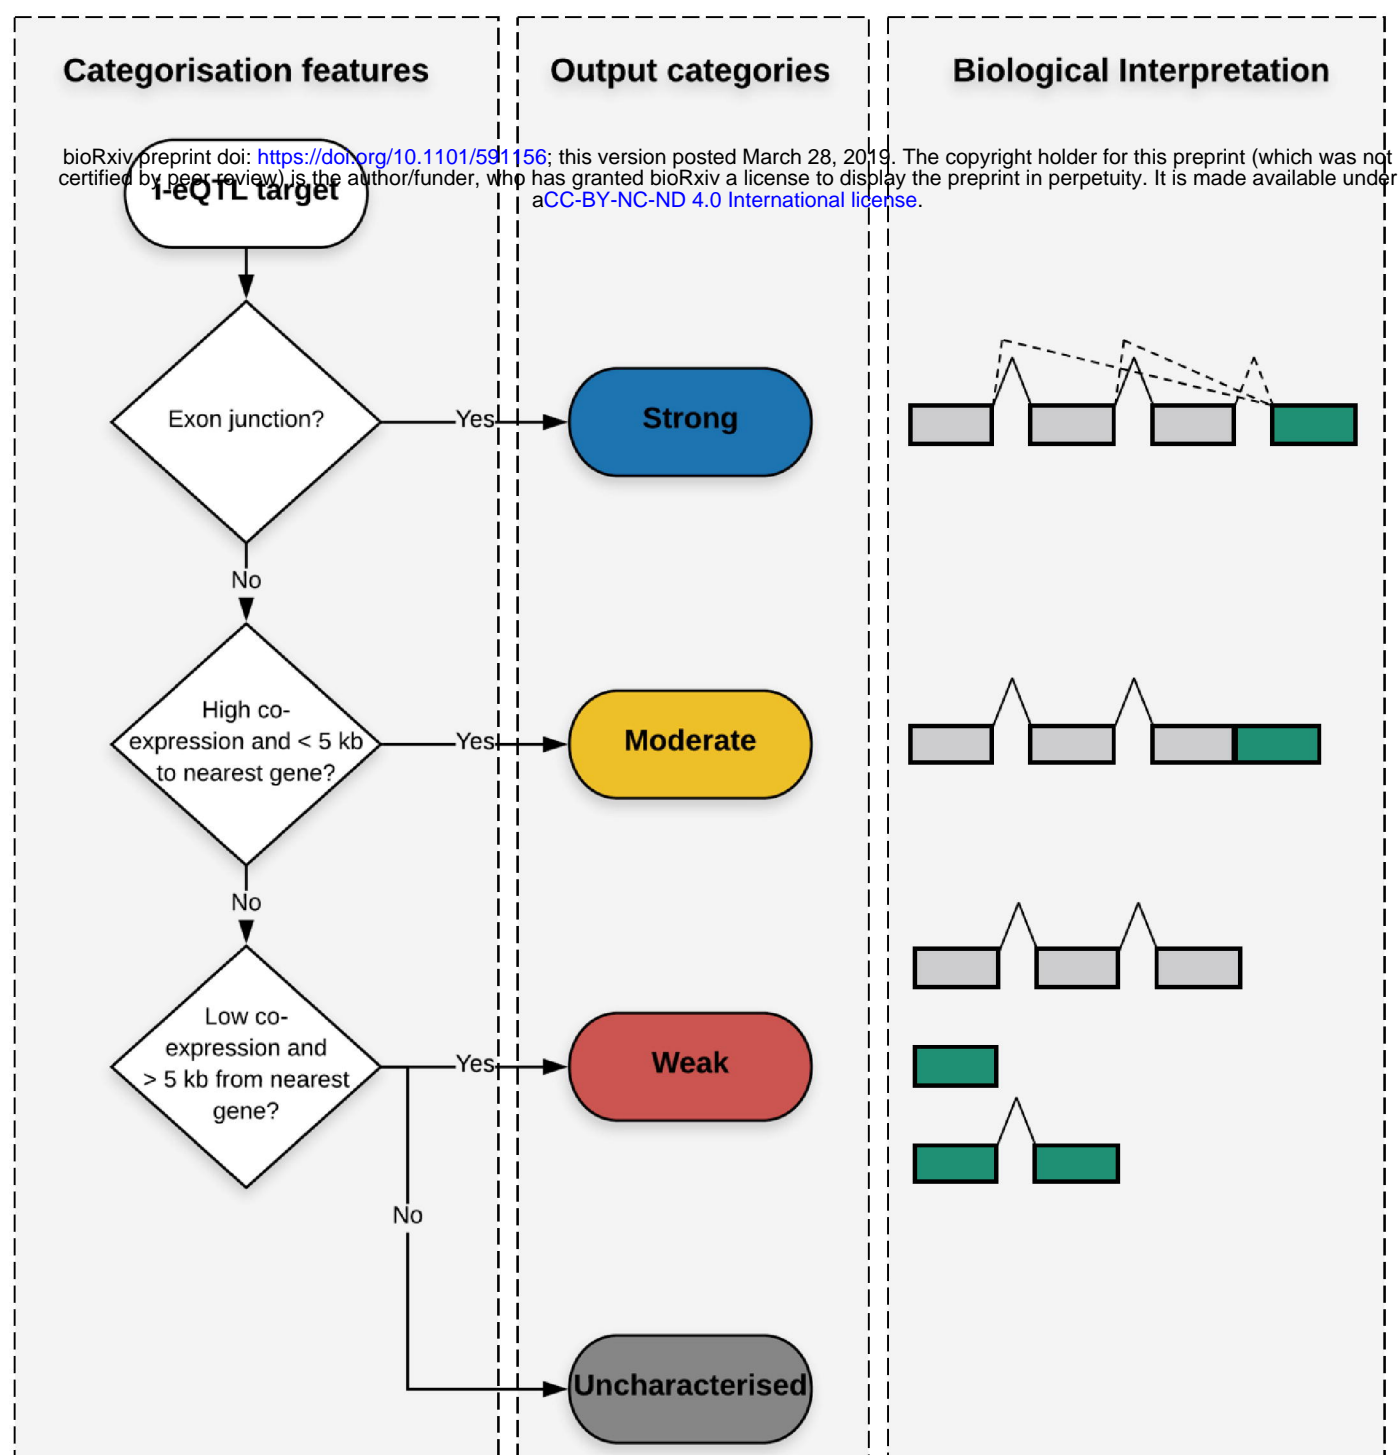 Categorisation features
Output categories
Biological Interpretation
bioRxiv preprint doi: https://doi.org/10.1101/591156; this version posted March 28, 2019. The copyright holder for this preprint (which was not
certified by peer review) is the author/funder, who has granted bioRxiv a license to display the preprint in perpetuity. It is made available under
aCC-BY-NC-ND 4.0 International license.
i-eQTL target
Exon junction?
Yes
Strong
No
High co-
expression and < 5 kb
to nearest gene?
Yes
Moderate
No
Low co-
expression and
> 5 kb from nearest
gene?
Yes
Weak
No
Uncharacterised